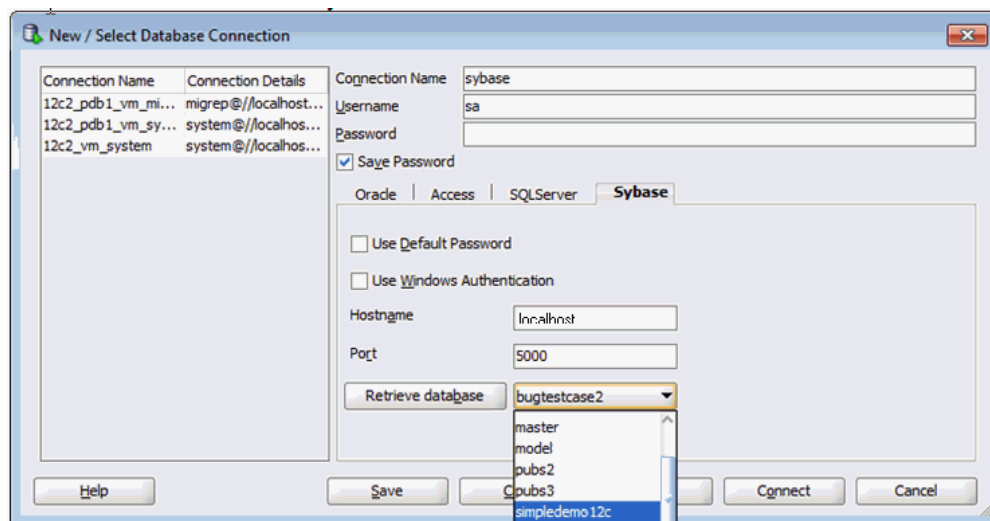 New / Select Database Connection
Connection Name Connection Details
12c2_pdb1_vm_mi... migrep@//localhost...
12c2_pdb1_vm_sy... system@//localhos...
12c2_vm_system system@//localhos...
Connection Name sybase
Username sa
Password
Save Password
Oracle Access SQLServer Sybase
Use Default Password
Use Windows Authentication
Hostname localhost
Port 5000
Retrieve database bugtestcase2
master
model
pubs2
pubs3
simpledemo12c
Help Save Connect Cancel